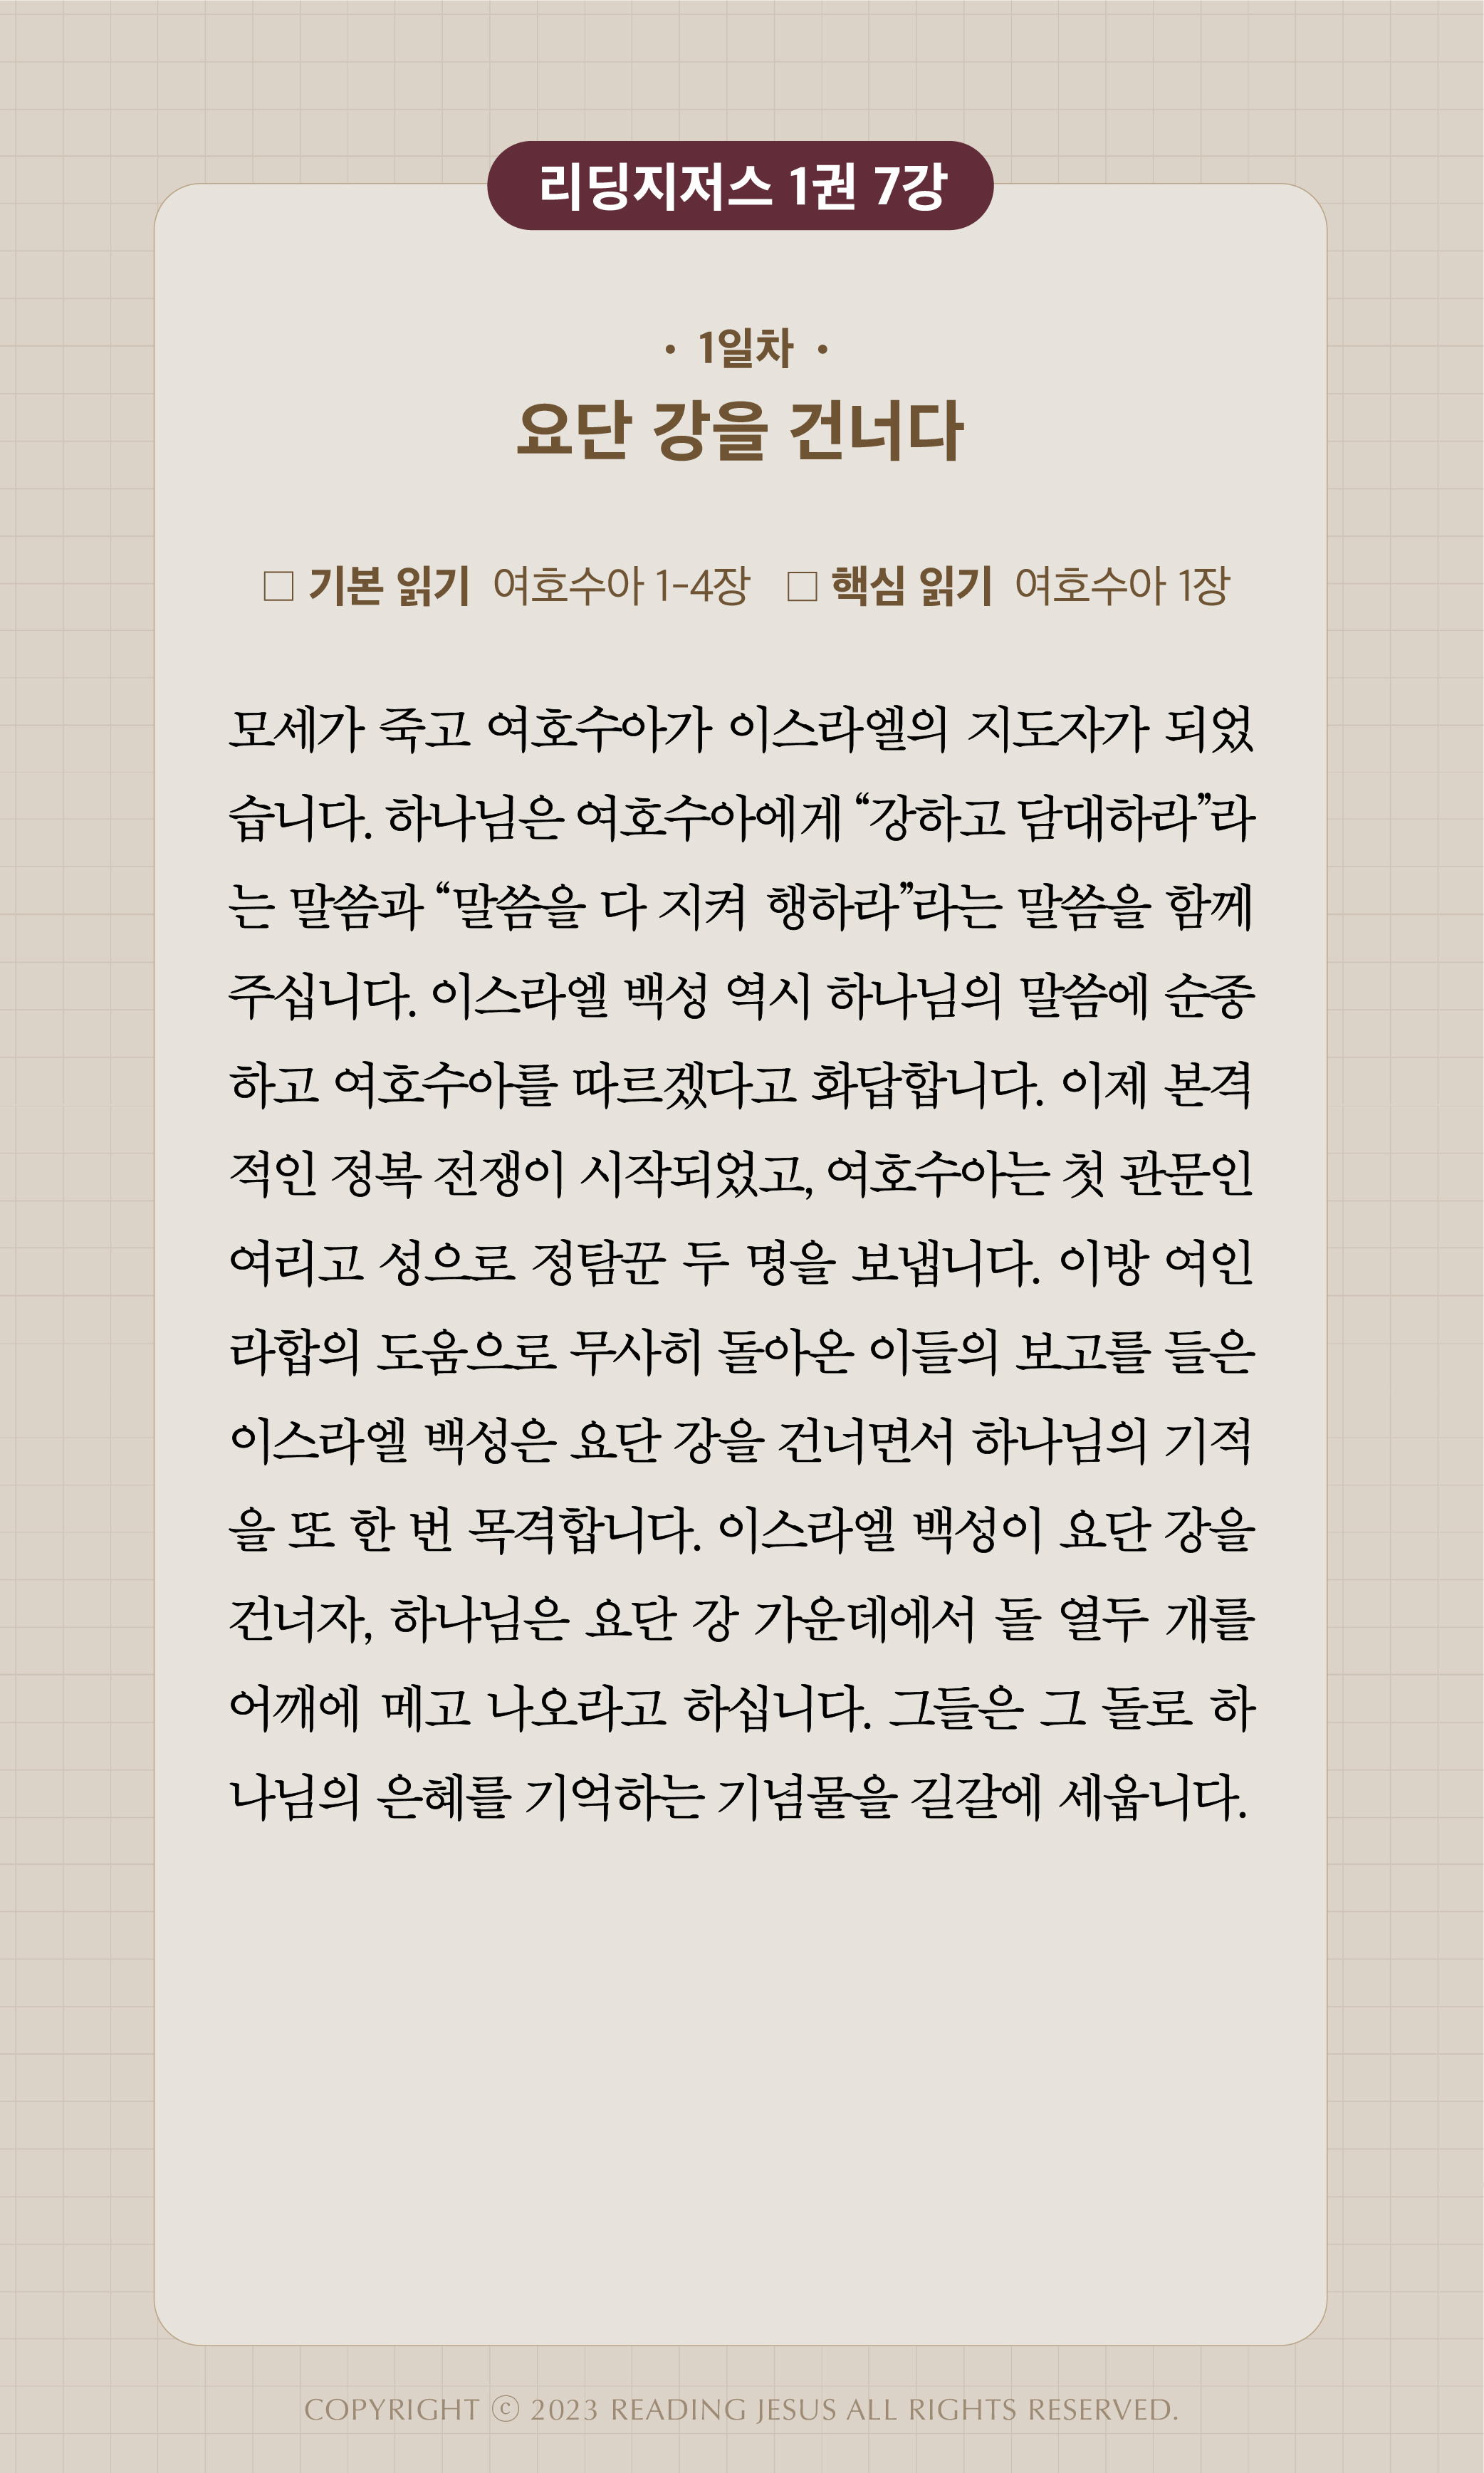 리딩지저스 1권 7강
· 1일차 ·
요단 강을 건너다
□ 기본 읽기 여호수아 1-4장 □ 핵심 읽기 여호수아 1장
모세가 죽고 여호수아가 이스라엘의 지도자가 되었
습니다. 하나님은 여호수아에게 “강하고 담대하라”라
는 말씀과 “말씀을 다 지켜 행하라”라는 말씀을 함께
주십니다. 이스라엘 백성 역시 하나님의 말씀에 순종
하고 여호수아를 따르겠다고 화답합니다. 이제 본격
적인 정복 전쟁이 시작되었고, 여호수아는 첫 관문인
여리고 성으로 정탐꾼 두 명을 보냅니다. 이방 여인
라합의 도움으로 무사히 돌아온 이들의 보고를 들은
이스라엘 백성은 요단 강을 건너면서 하나님의 기적
을 또 한 번 목격합니다. 이스라엘 백성이 요단 강을
건너자, 하나님은 요단 강 가운데에서 돌 열두 개를
어깨에 메고 나오라고 하십니다. 그들은 그 돌로 하
나님의 은혜를 기억하는 기념물을 길갈에 세웁니다.
COPYRIGHT ⓒ 2023 READING JESUS ALL RIGHTS RESERVED.